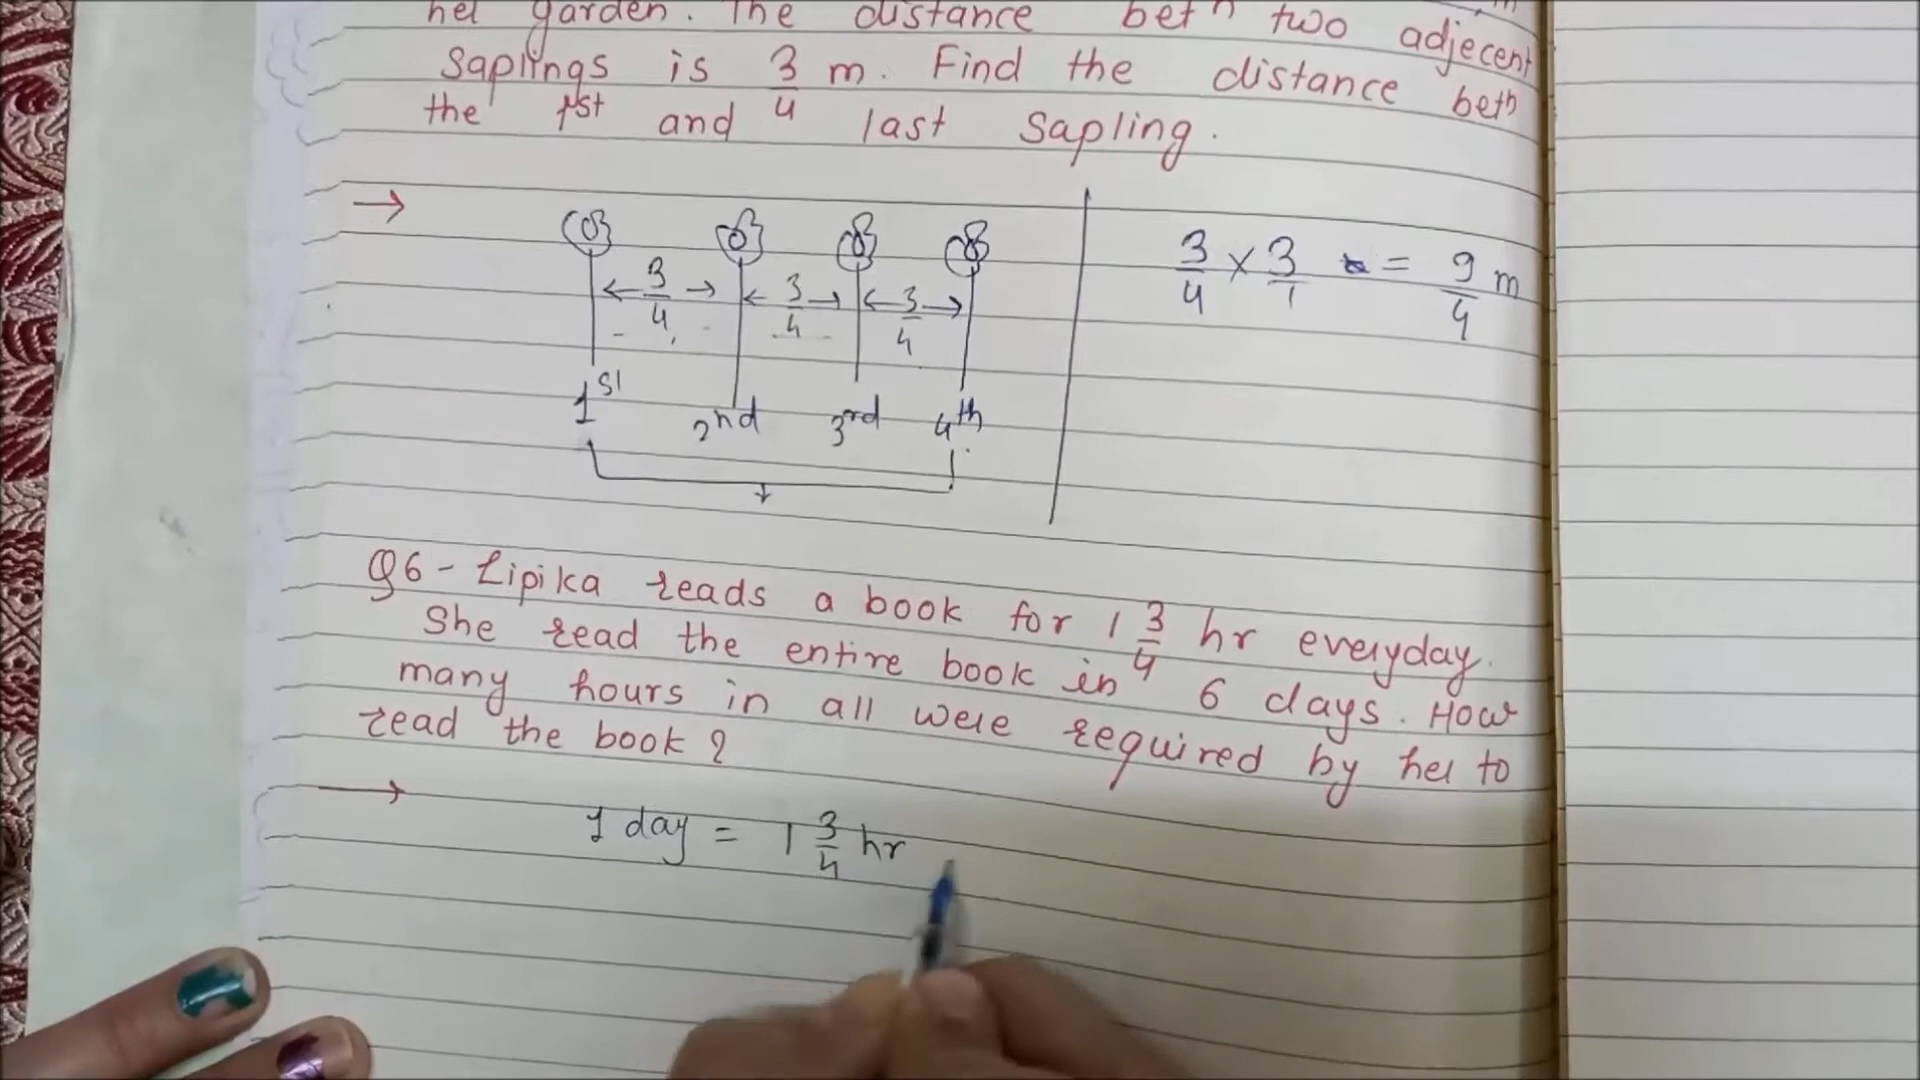 her garden. The distance betn two adjecent
saplings is 3/4 m. Find the distance betn
the 1st and last sapling.
→
3/4 3/4 3/4
1st 2nd 3rd 4th
3/4 × 3/1 = 9/4 m
Q6 - Lipika reads a book for 1 3/4 hr everyday.
She read the entire book in 6 days. How
many hours in all were required by her to
read the book?
→ 1 day = 1 3/4 hr